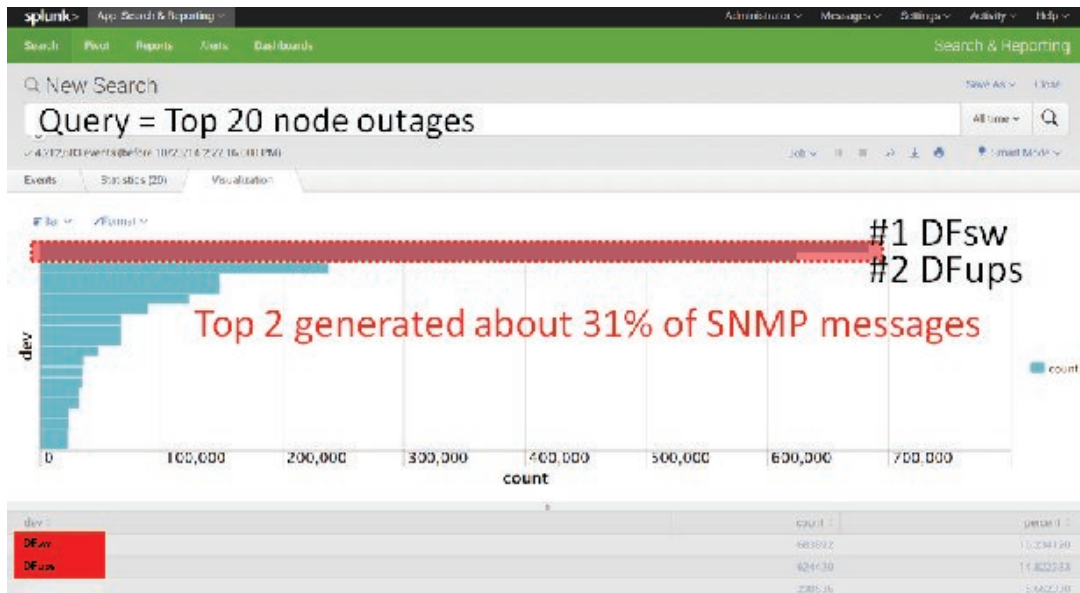 splunk> App: Search & Reporting Administrator Messages Settings Activity Help
Search Pivot Reports Alerts Dashboards Search & Reporting
New Search Save As Close
Query = Top 20 node outages All time
Job Smart Mode
Events Statistics (20) Visualization
Format
#1 DFsw
#2 DFups
Top 2 generated about 31% of SNMP messages
dev
count
0 100,000 200,000 300,000 400,000 500,000 600,000 700,000
count
dev count percent
DFsw
DFups